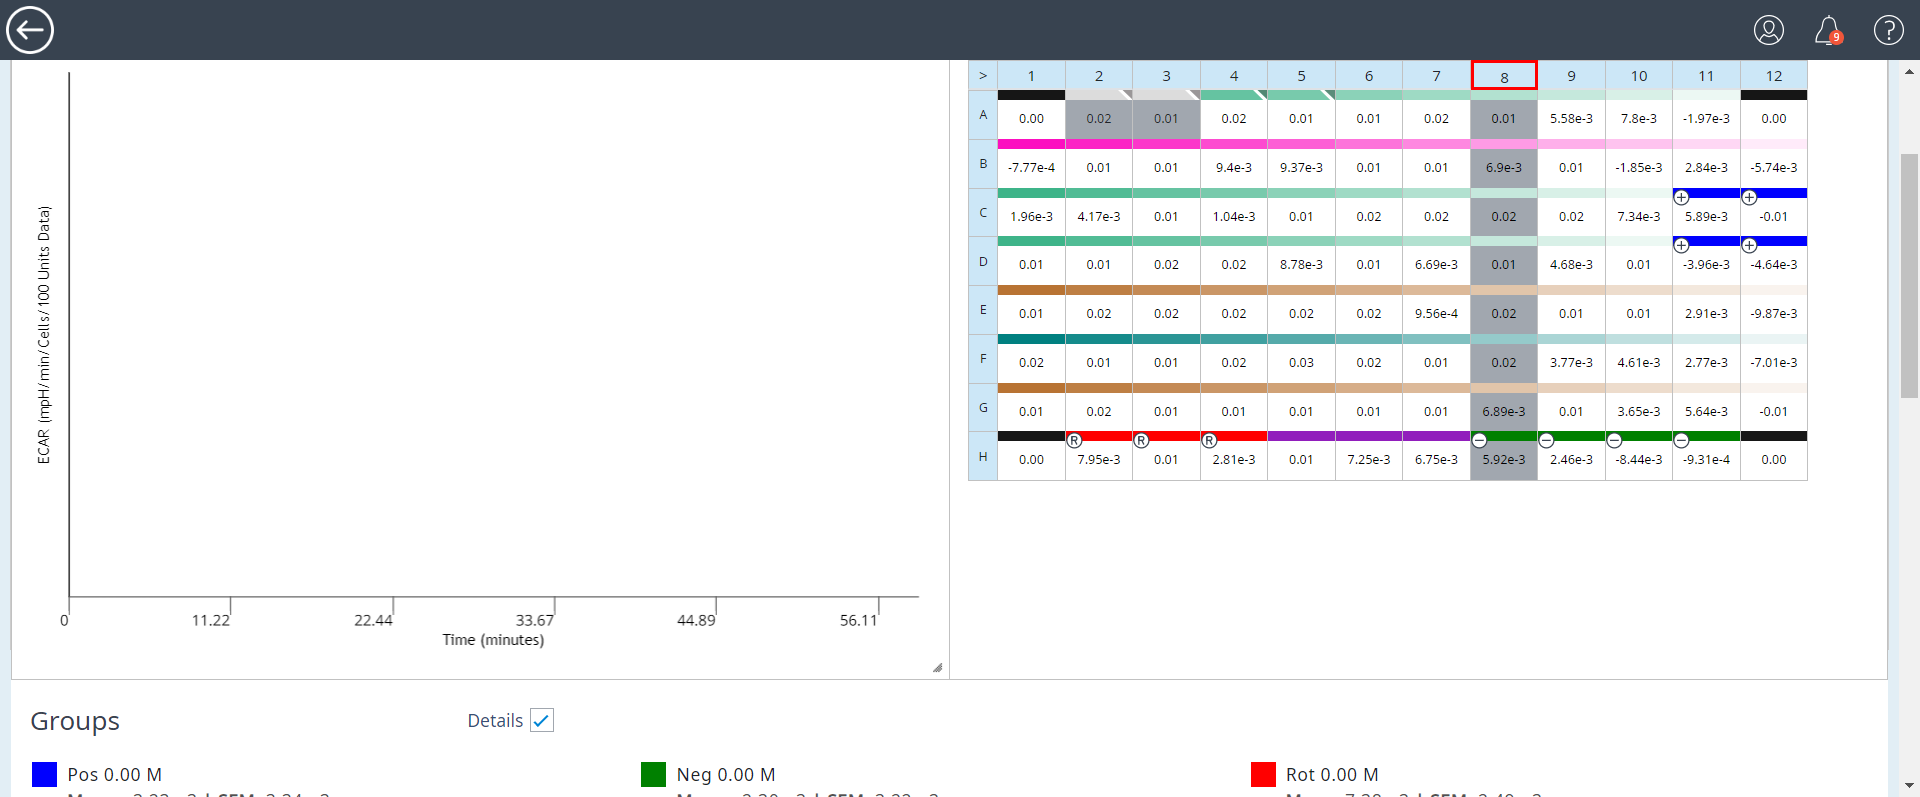 9 ?
> 1 2 3 4 5 6 7 8 9 10 11 12
A 0.00 0.02 0.01 0.02 0.01 0.01 0.02 0.01 5.58e-3 7.8e-3 -1.97e-3 0.00
B -7.77e-4 0.01 0.01 9.4e-3 9.37e-3 0.01 0.01 6.9e-3 0.01 -1.85e-3 2.84e-3 -5.74e-3
+ +
C 1.96e-3 4.17e-3 0.01 1.04e-3 0.01 0.02 0.02 0.02 0.02 7.34e-3 5.89e-3 -0.01
+ +
D 0.01 0.01 0.02 0.02 8.78e-3 0.01 6.69e-3 0.01 4.68e-3 0.01 -3.96e-3 -4.64e-3
E 0.01 0.02 0.02 0.02 0.02 0.02 9.56e-4 0.02 0.01 0.01 2.91e-3 -9.87e-3
F 0.02 0.01 0.01 0.02 0.03 0.02 0.01 0.02 3.77e-3 4.61e-3 2.77e-3 -7.01e-3
G 0.01 0.02 0.01 0.01 0.01 0.01 0.01 6.89e-3 0.01 3.65e-3 5.64e-3 -0.01
R R R − − − −
H 0.00 7.95e-3 0.01 2.81e-3 0.01 7.25e-3 6.75e-3 5.92e-3 2.46e-3 -8.44e-3 -9.31e-4 0.00
ECAR (mpH/min/Cells/100 Units Data)
0 11.22 22.44 33.67 44.89 56.11
Time (minutes)
Groups Details
Pos 0.00 M Neg 0.00 M Rot 0.00 M